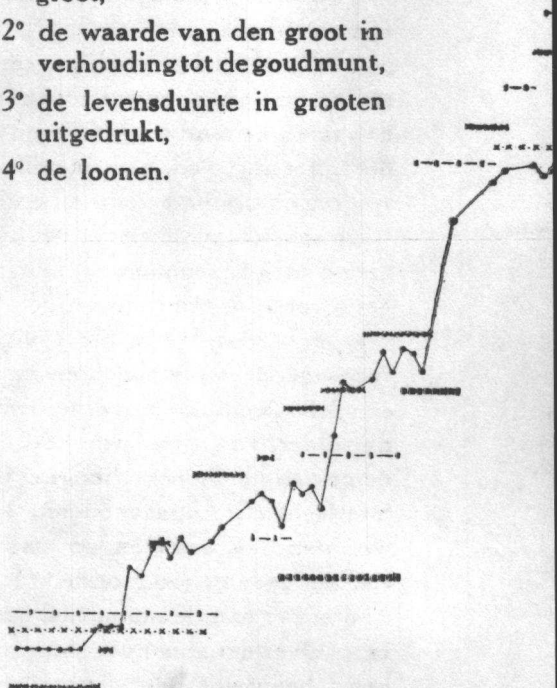 groot,
2° de waarde van den groot in
verhouding tot de goudmunt,
3° de levensduurte in grooten
uitgedrukt,
4° de loonen.